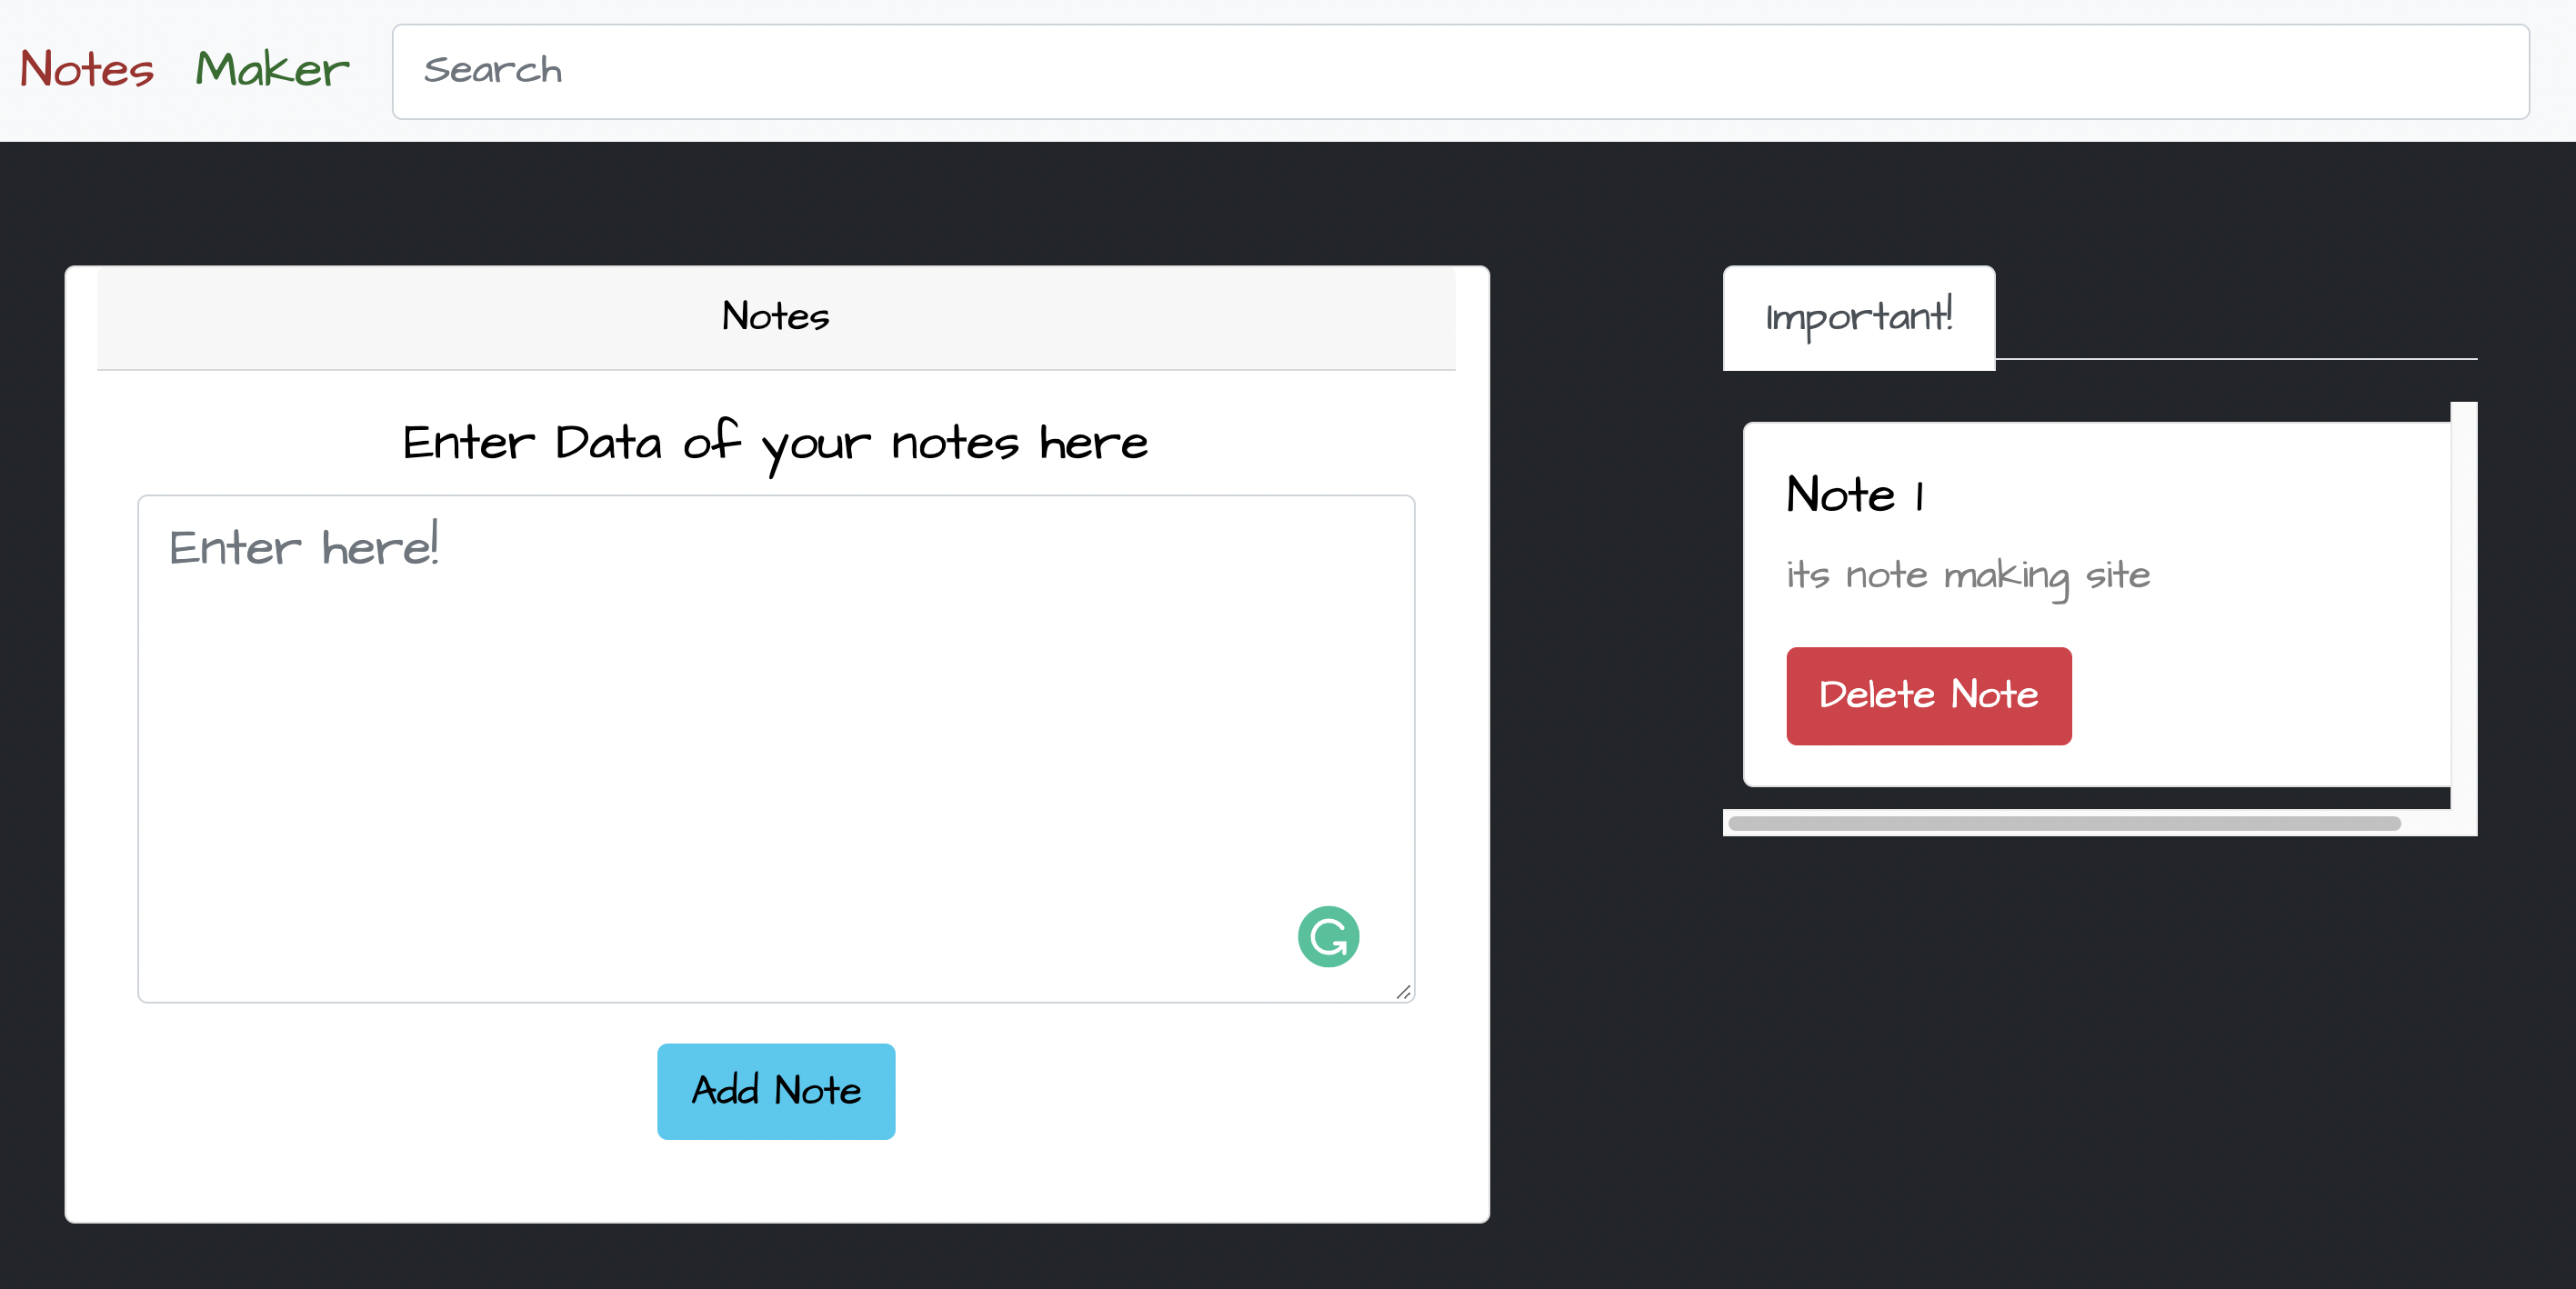 Notes Maker Search
Notes
Enter Data of your notes here
Enter here!
Add Note
Important!
Note 1
its note making site
Delete Note